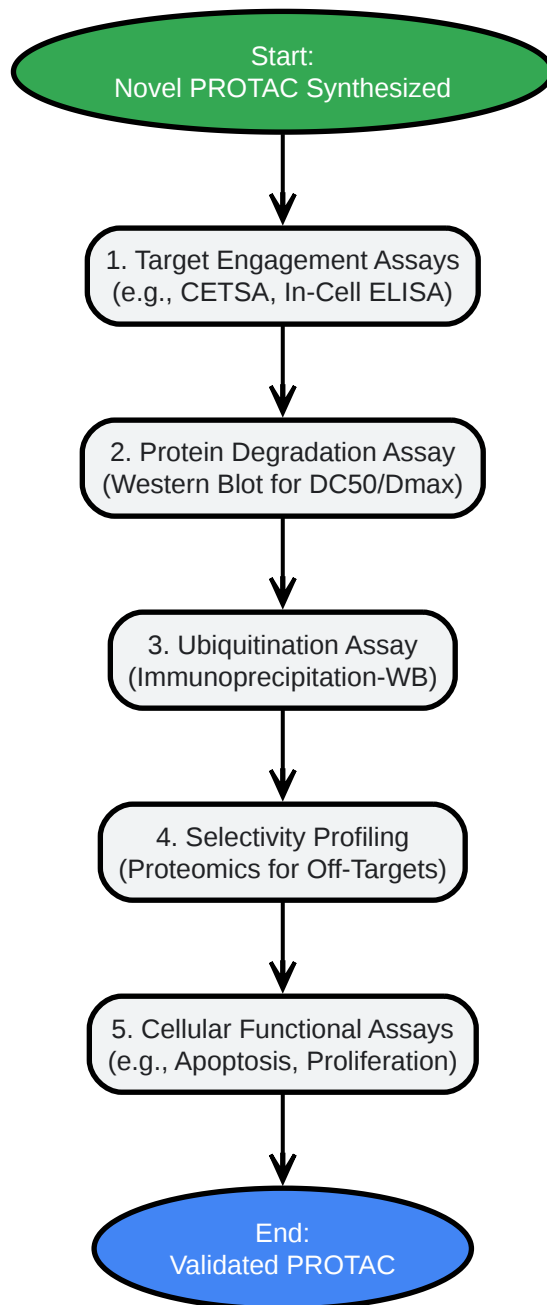 Start:
Novel PROTAC Synthesized
1. Target Engagement Assays
(e.g., CETSA, In-Cell ELISA)
2. Protein Degradation Assay
(Western Blot for DC50/Dmax)
3. Ubiquitination Assay
(Immunoprecipitation-WB)
4. Selectivity Profiling
(Proteomics for Off-Targets)
5. Cellular Functional Assays
(e.g., Apoptosis, Proliferation)
End:
Validated PROTAC